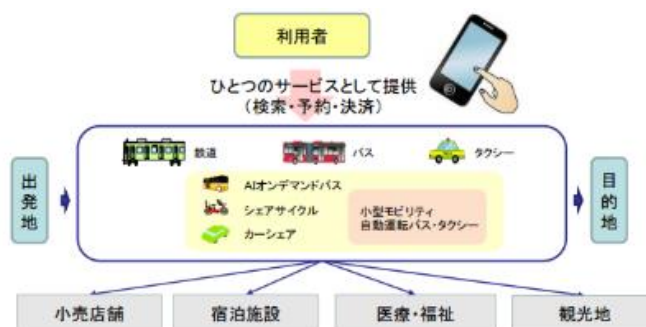 利用者
ひとつのサービスとして提供
(検索・予約・決済)
鉄道
バス
タクシー
出発地
AIオンデマンドバス
シェアサイクル
カーシェア
小型モビリティ
自動運転バス・タクシー
目的地
小売店舗
宿泊施設
医療・福祉
観光地